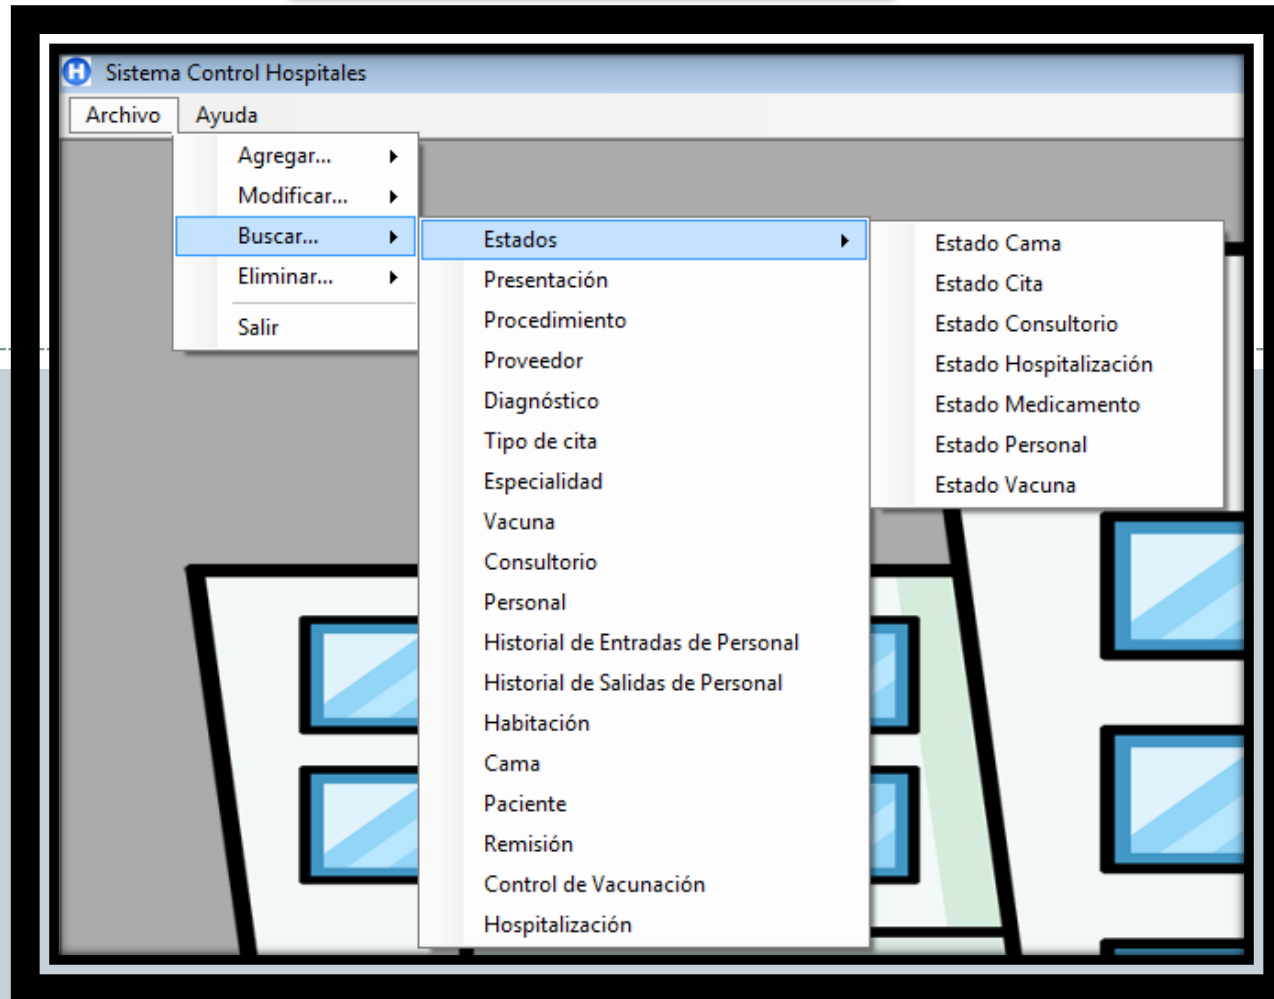 H Sistema Control Hospitales
Archivo Ayuda
Agregar...
Modificar...
Buscar...
Eliminar...
Salir
Estados
Presentación
Procedimiento
Proveedor
Diagnóstico
Tipo de cita
Especialidad
Vacuna
Consultorio
Personal
Historial de Entradas de Personal
Historial de Salidas de Personal
Habitación
Cama
Paciente
Remisión
Control de Vacunación
Hospitalización
Estado Cama
Estado Cita
Estado Consultorio
Estado Hospitalización
Estado Medicamento
Estado Personal
Estado Vacuna